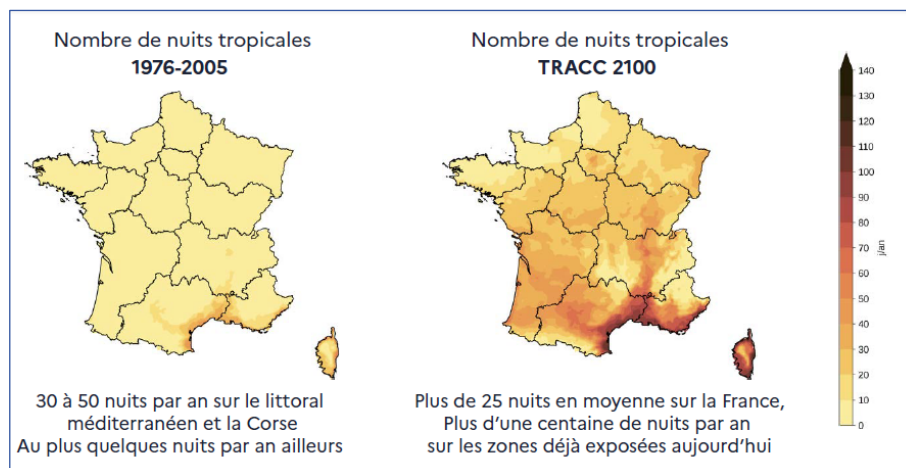 Nombre de nuits tropicales
1976-2005
30 à 50 nuits par an sur le littoral
méditerranéen et la Corse
Au plus quelques nuits par an ailleurs
Nombre de nuits tropicales
TRACC 2100
Plus de 25 nuits en moyenne sur la France,
Plus d'une centaine de nuits par an
sur les zones déjà exposées aujourd'hui
140
130
120
110
100
90
80
70
60
50
40
30
20
10
0
j/an